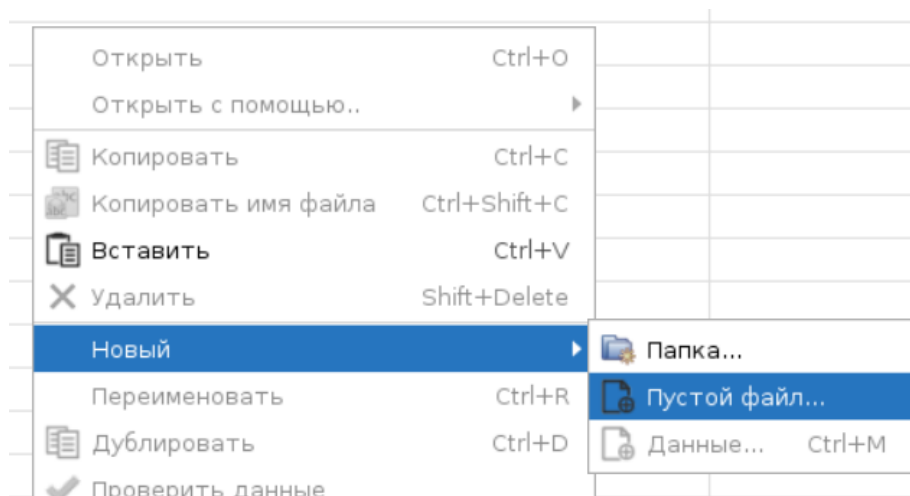 Открыть Ctrl+O
Открыть с помощью..
Копировать Ctrl+C
Копировать имя файла Ctrl+Shift+C
Вставить Ctrl+V
Удалить Shift+Delete
Новый
Папка...
Переименовать Ctrl+R
Пустой файл...
Дублировать Ctrl+D
Данные... Ctrl+M
Проверить данные